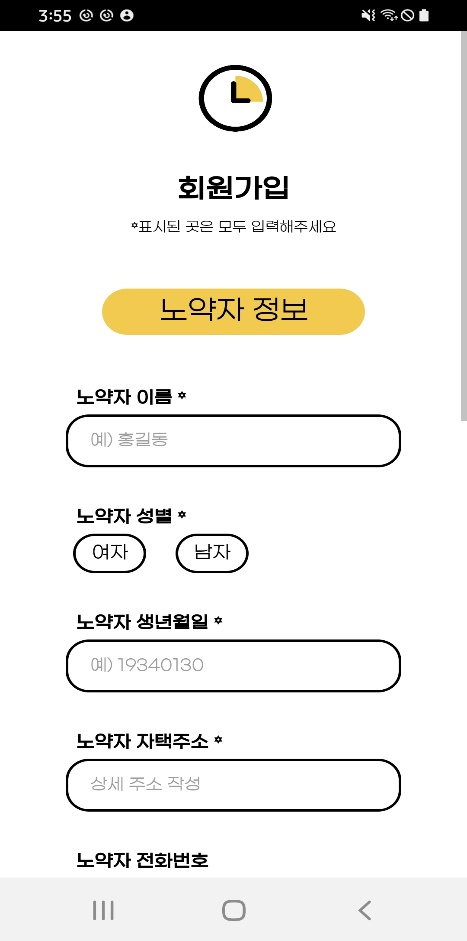 3:55
회원가입
*표시된 곳은 모두 입력해주세요
노약자 정보
노약자 이름 *
예) 홍길동
노약자 성별 *
여자 남자
노약자 생년월일 *
예) 19340130
노약자 자택주소 *
상세 주소 작성
노약자 전화번호